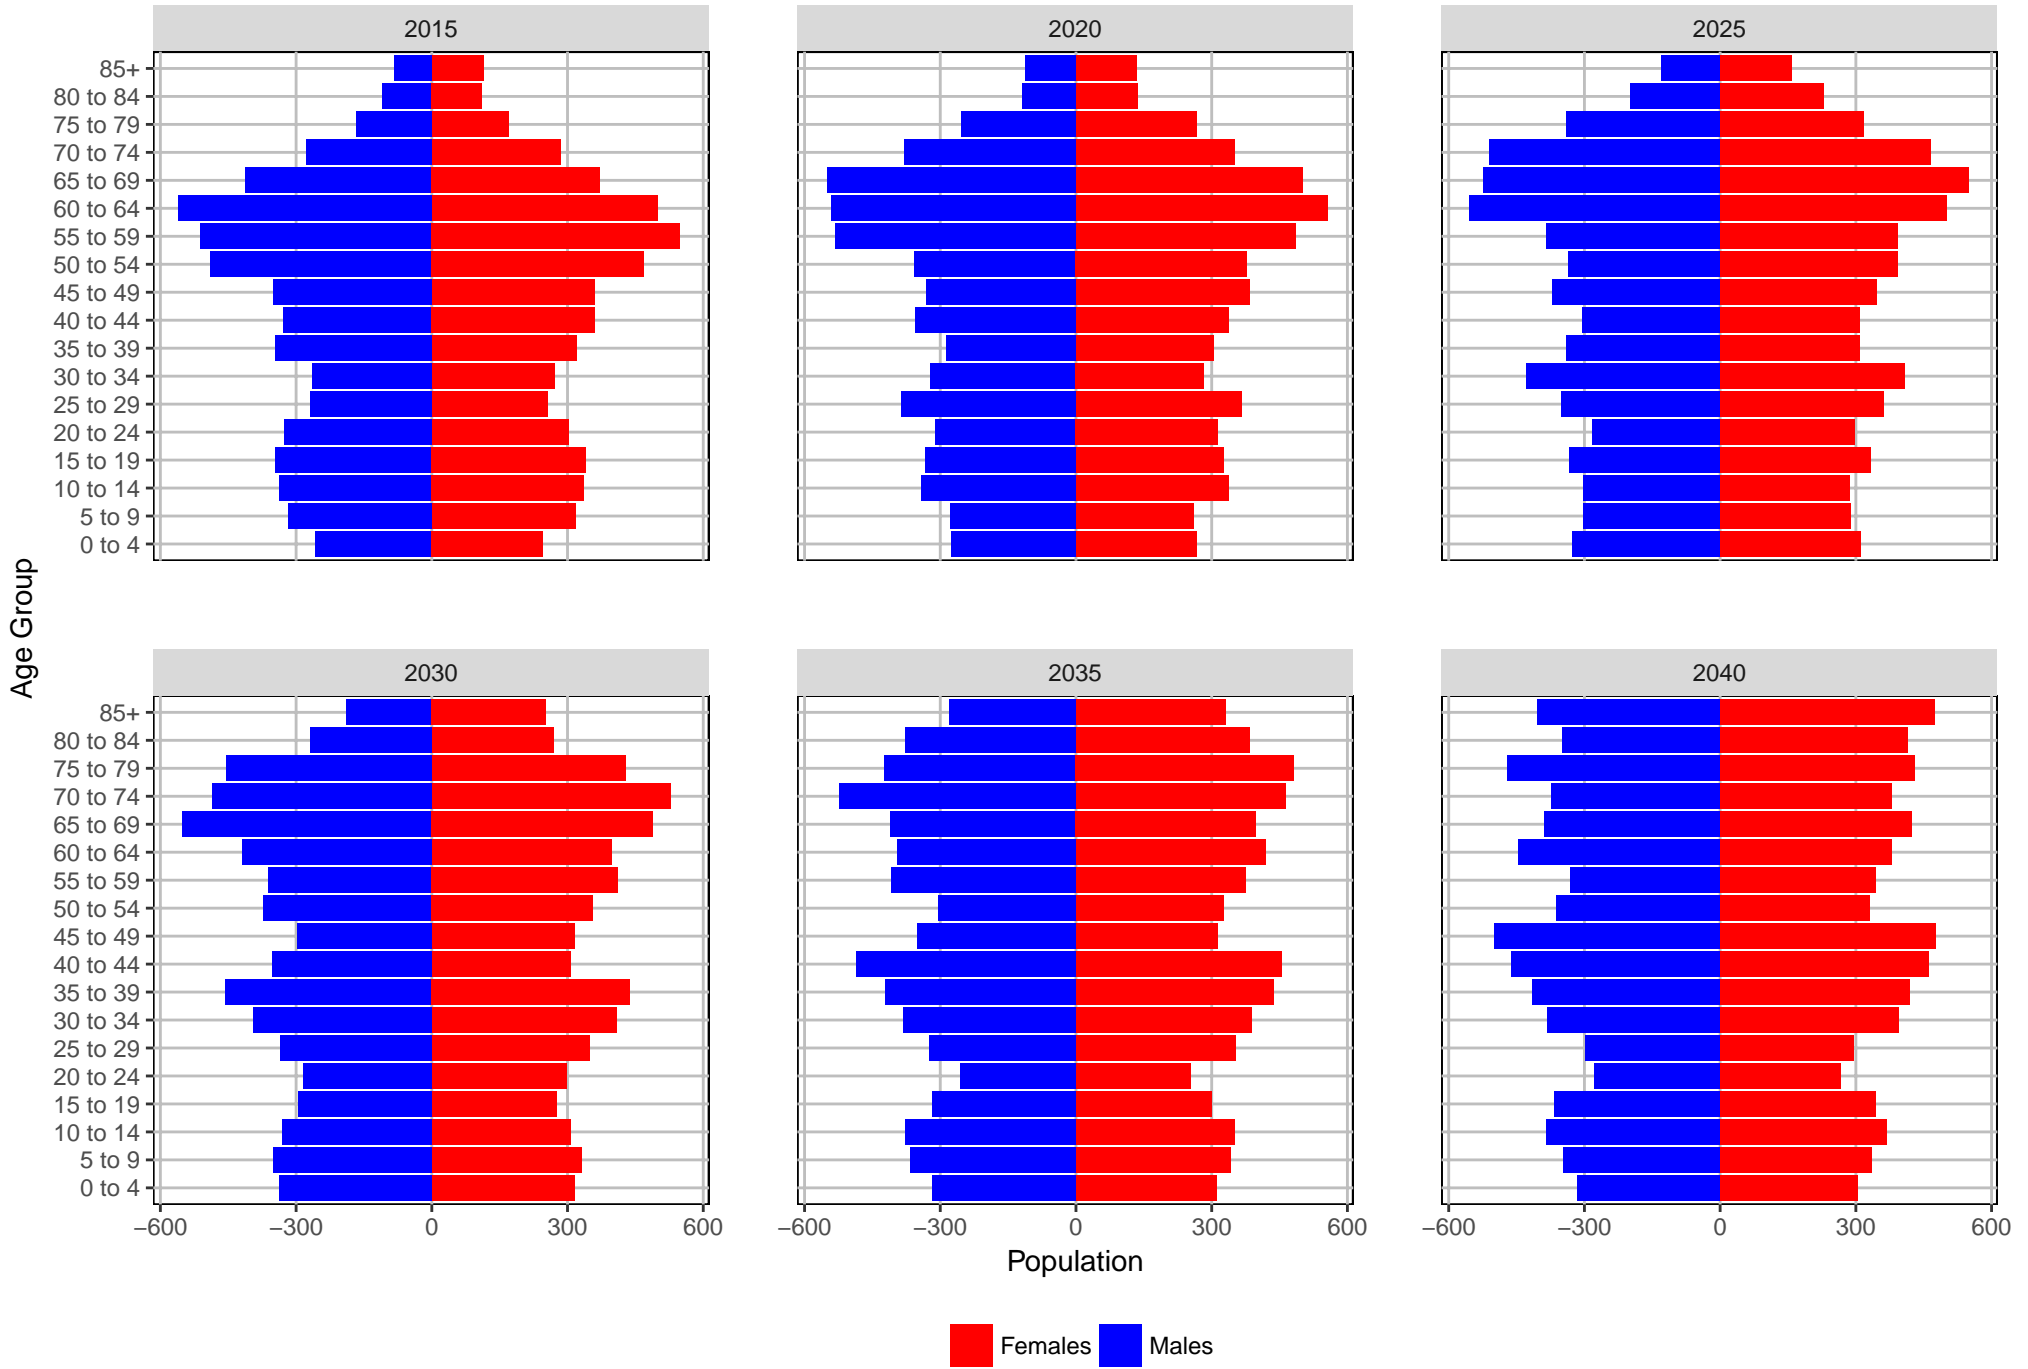 2015
2020
2025
85+
80 to 84
75 to 79
70 to 74
65 to 69
60 to 64
55 to 59
50 to 54
45 to 49
40 to 44
35 to 39
30 to 34
25 to 29
20 to 24
15 to 19
10 to 14
5 to 9
0 to 4
Age Group
2030
2035
2040
85+
80 to 84
75 to 79
70 to 74
65 to 69
60 to 64
55 to 59
50 to 54
45 to 49
40 to 44
35 to 39
30 to 34
25 to 29
20 to 24
15 to 19
10 to 14
5 to 9
0 to 4
−600 −300 0 300 600
−600 −300 0 300 600
−600 −300 0 300 600
Population
Females Males